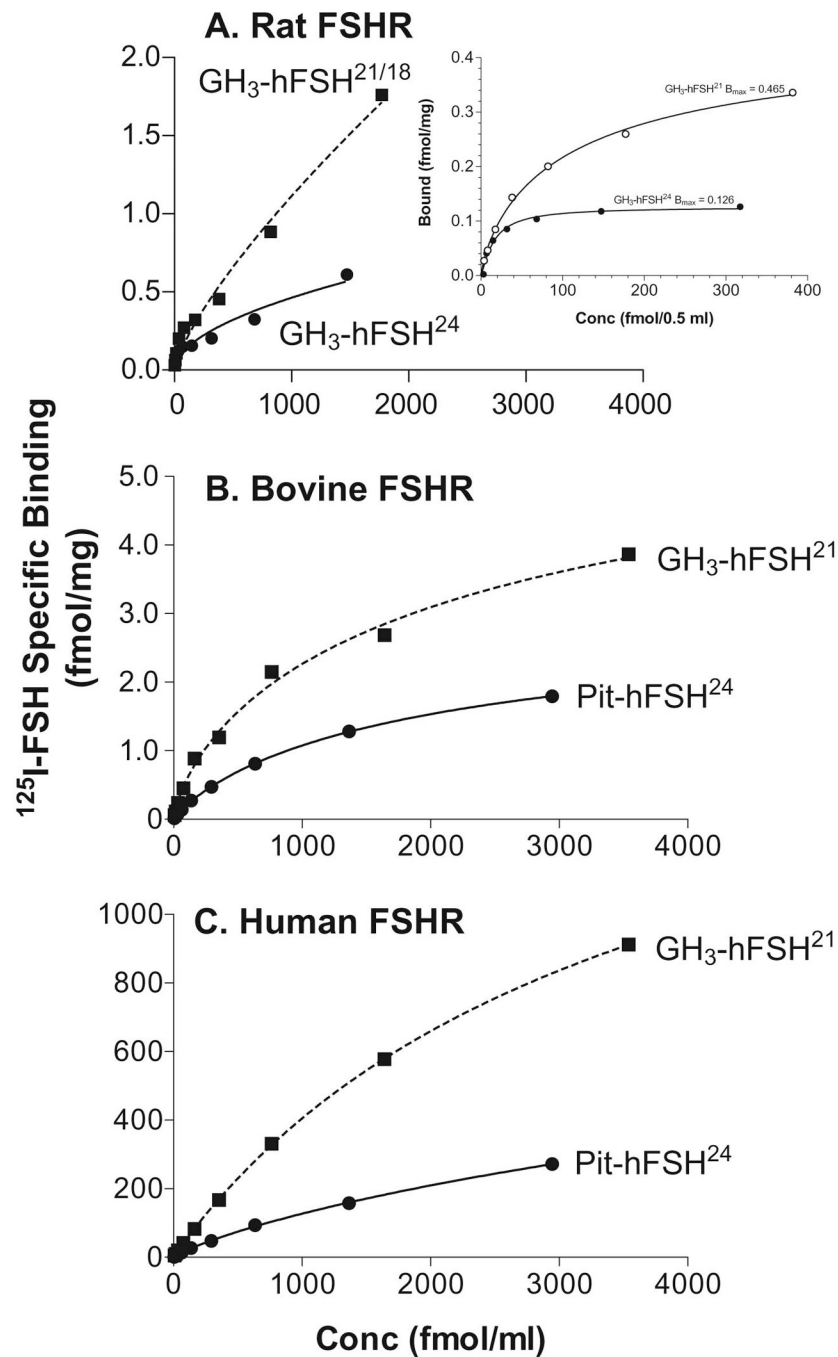 A. Rat FSHR
2.0
1.5
1.0
0.5
0.0
GH₃-hFSH²¹/¹⁸
GH₃-hFSH²⁴
0
1000
2000
3000
4000
0.4
0.3
0.2
0.1
0.0
Bound (fmol/mg)
GH₃-hFSH²¹ Bmax = 0.465
GH₃-hFSH²⁴ Bmax = 0.126
0
100
200
300
400
Conc (fmol/0.5 ml)
¹²⁵I-FSH Specific Binding
(fmol/mg)
B. Bovine FSHR
5.0
4.0
3.0
2.0
1.0
0
GH₃-hFSH²¹
Pit-hFSH²⁴
0
1000
2000
3000
4000
C. Human FSHR
1000
800
600
400
200
0
GH₃-hFSH²¹
Pit-hFSH²⁴
0
1000
2000
3000
4000
Conc (fmol/ml)